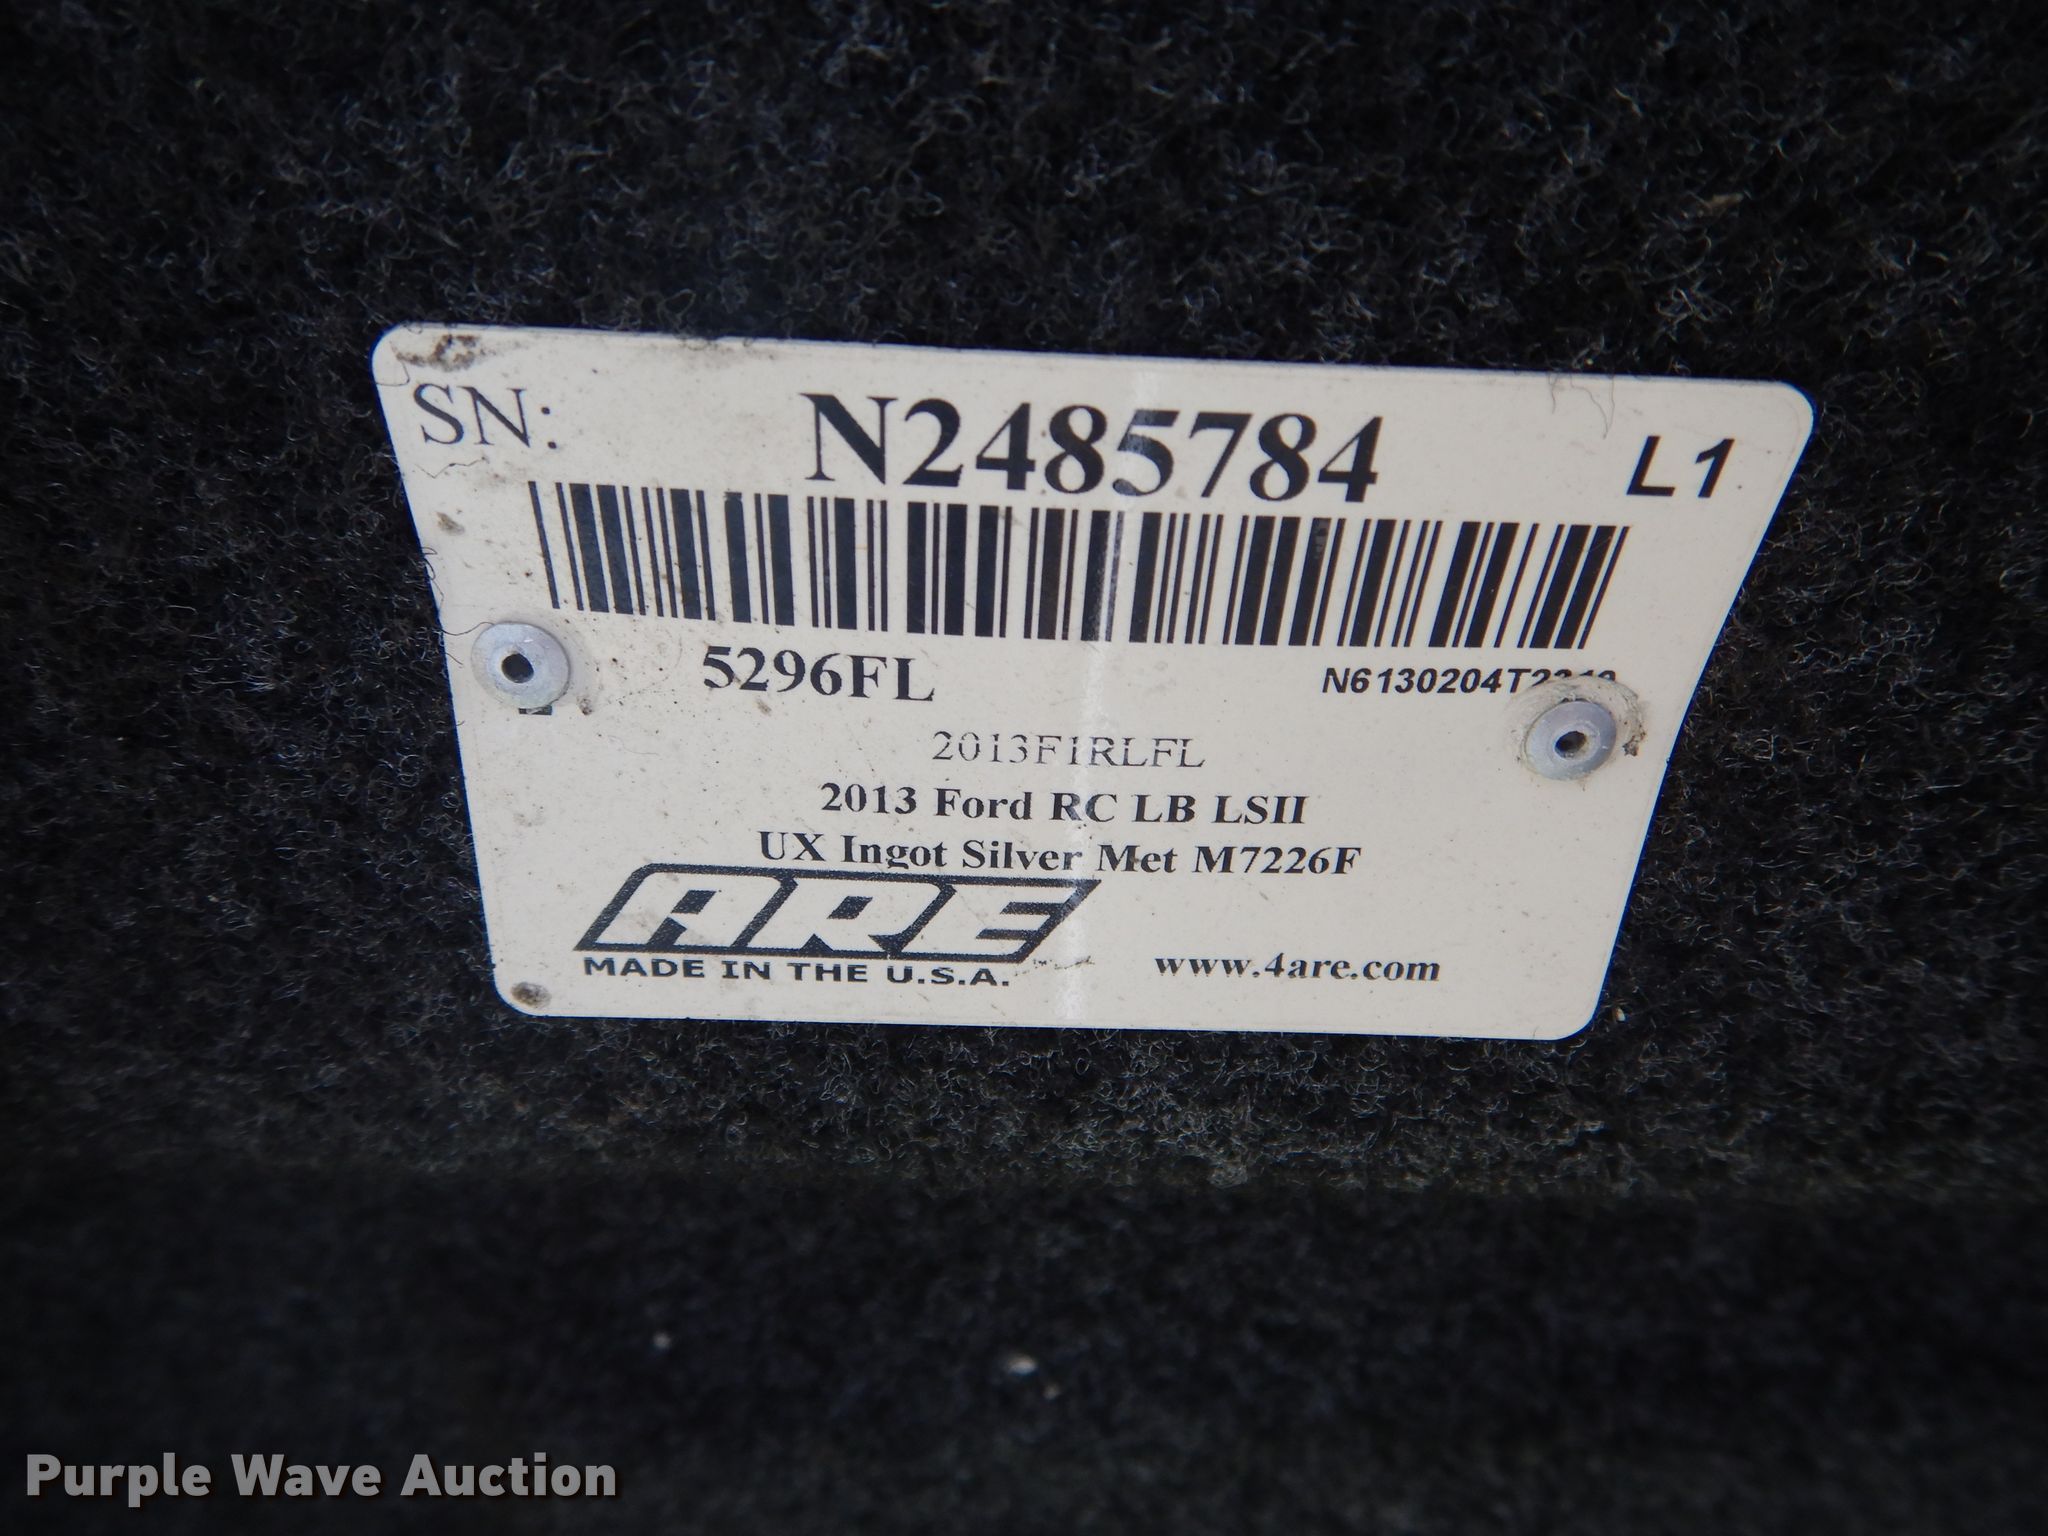 SN: N2485784 L1
5296FL
2013F1RLFL
2013 Ford RC LB LSII
UX Ingot Silver Met M7226F
ARE
MADE IN THE U.S.A.
www.4are.com
Purple Wave Auction